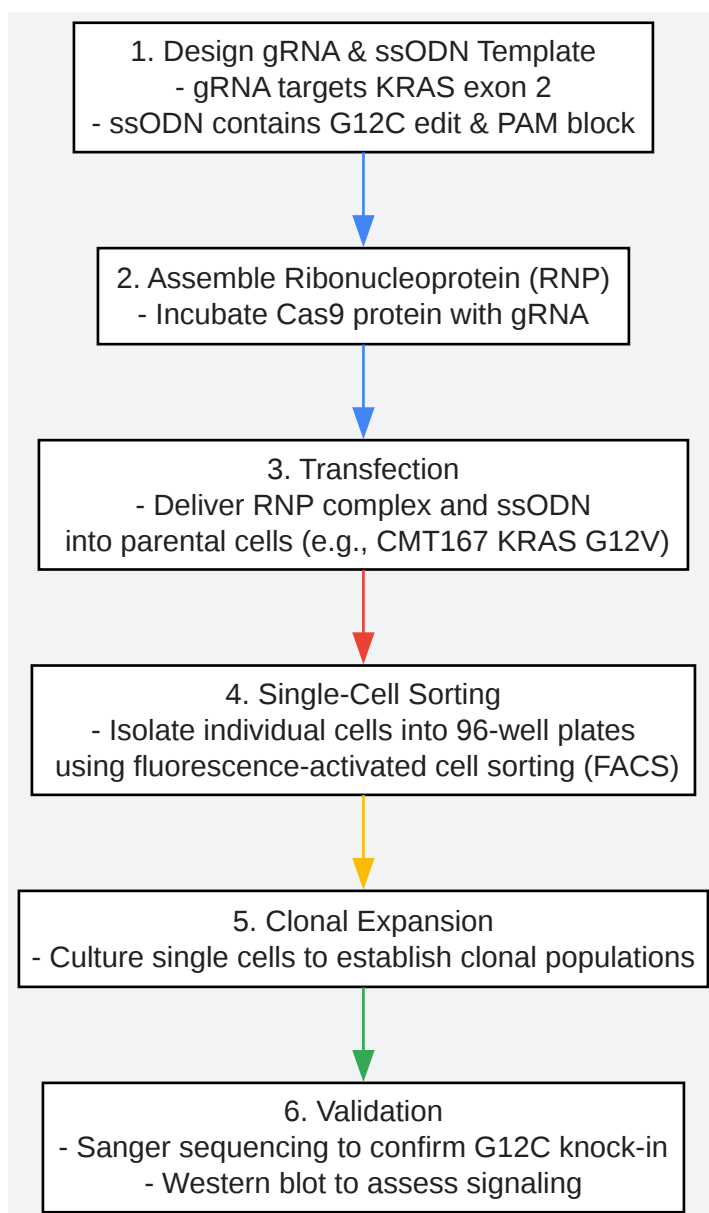 1. Design gRNA & ssODN Template
- gRNA targets KRAS exon 2
- ssODN contains G12C edit & PAM block
2. Assemble Ribonucleoprotein (RNP)
- Incubate Cas9 protein with gRNA
3. Transfection
- Deliver RNP complex and ssODN
into parental cells (e.g., CMT167 KRAS G12V)
4. Single-Cell Sorting
- Isolate individual cells into 96-well plates
using fluorescence-activated cell sorting (FACS)
5. Clonal Expansion
- Culture single cells to establish clonal populations
6. Validation
- Sanger sequencing to confirm G12C knock-in
- Western blot to assess signaling